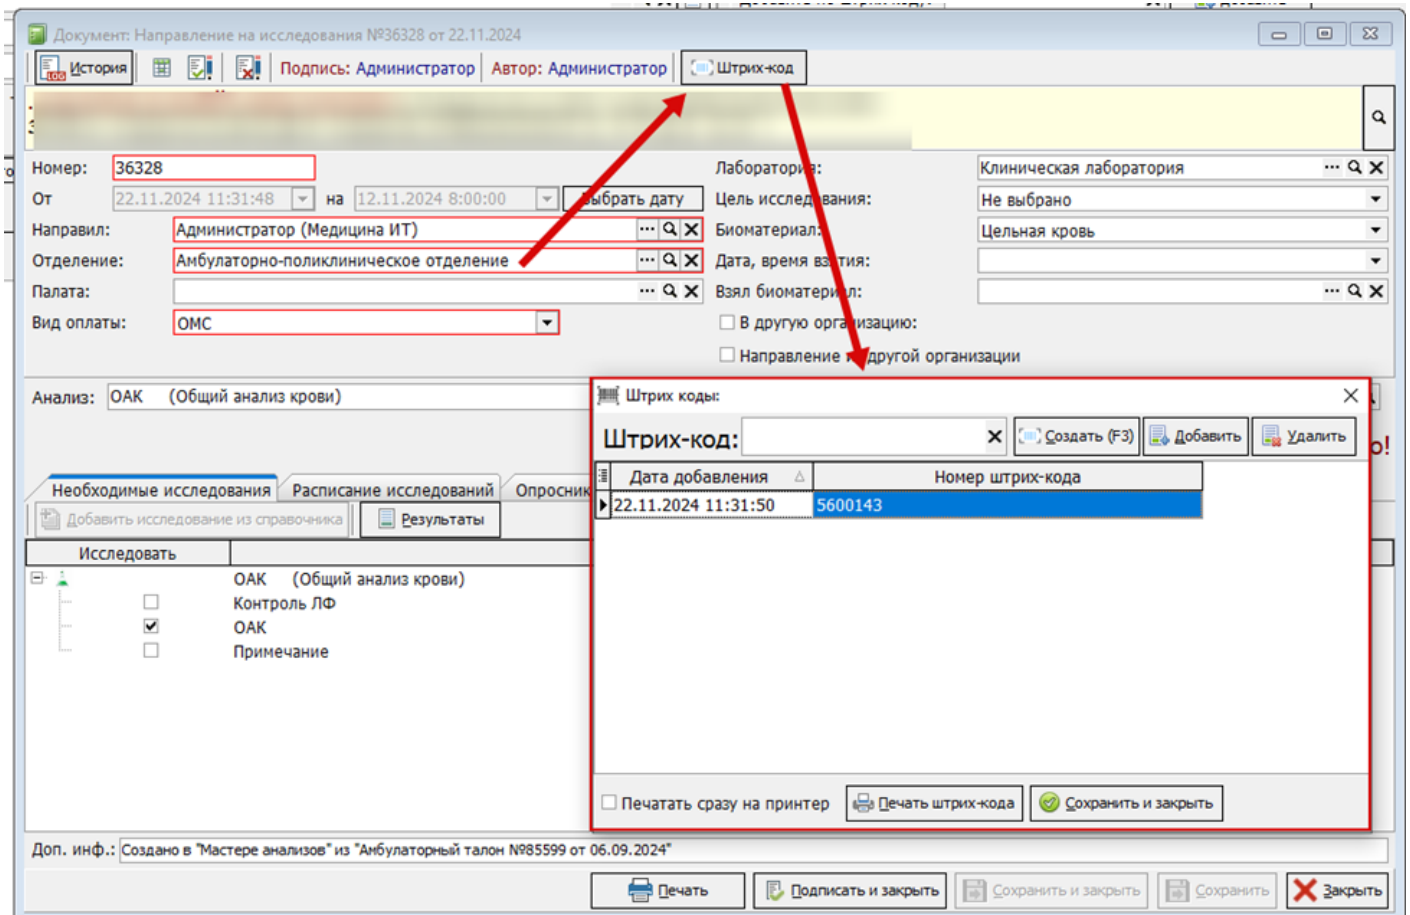 Документ: Направление на исследования №36328 от 22.11.2024
История Подпись: Администратор Автор: Администратор Штрих-код
Номер: 36328
От 22.11.2024 11:31:48 на 12.11.2024 8:00:00 Выбрать дату
Направил: Администратор (Медицина ИТ)
Отделение: Амбулаторно-поликлиническое отделение
Палата:
Вид оплаты: ОМС
Лаборатория: Клиническая лаборатория
Цель исследования: Не выбрано
Биоматериал: Цельная кровь
Дата, время взятия:
Взял биоматериал:
В другую организацию:
Направление из другой организации
Анализ: ОАК (Общий анализ крови)
Необходимые исследования Расписание исследований Опросник
Добавить исследование из справочника Результаты
Исследовать
ОАК (Общий анализ крови)
Контроль ЛФ
ОАК
Примечание
Штрих коды:
Штрих-код: Создать (F3) Добавить Удалить
Дата добавления Номер штрих-кода
22.11.2024 11:31:50 5600143
Печатать сразу на принтер Печать штрих-кода Сохранить и закрыть
Доп. инф.: Создано в "Мастере анализов" из "Амбулаторный талон №85599 от 06.09.2024"
Печать Подписать и закрыть Сохранить и закрыть Сохранить Закрыть